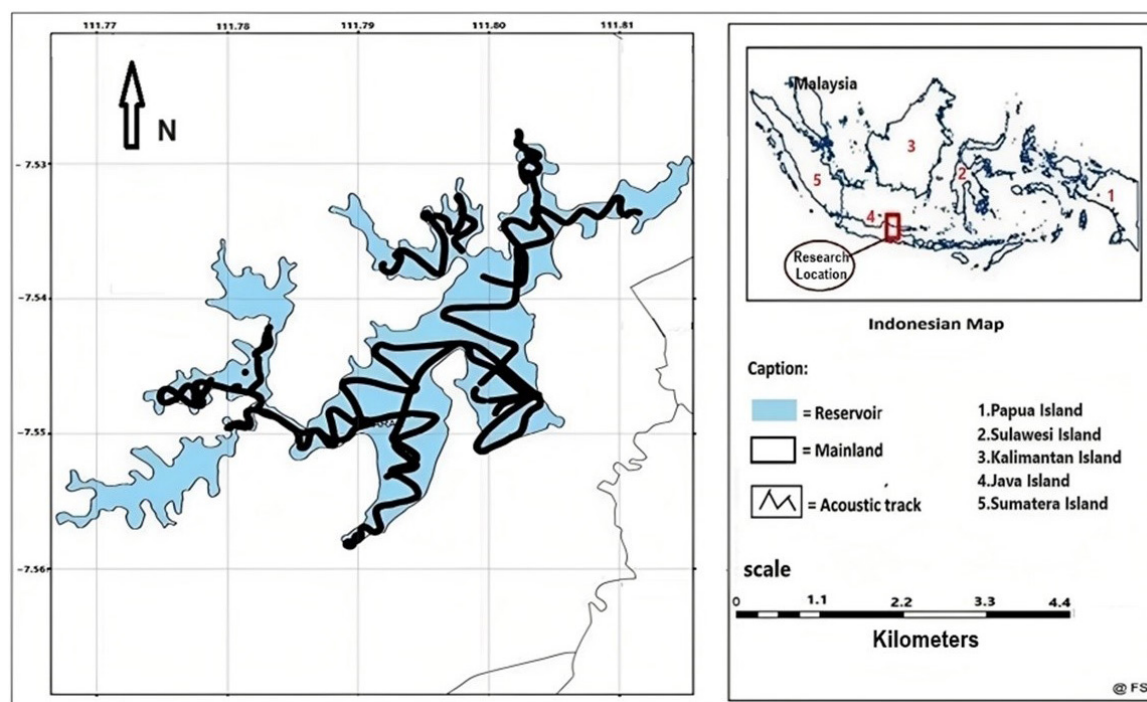 111.77 111.78 111.79 111.80 111.81
N
- 7.53
-7.54
-7.55
-7.56
Malaysia
3
2
1
5
4
Research
Location
Indonesian Map
Caption:
= Reservoir
= Mainland
= Acoustic track
1.Papua Island
2.Sulawesi Island
3.Kalimantan Island
4.Java Island
5.Sumatera Island
scale
0 1.1 2.2 3.3 4.4
Kilometers
@ FS